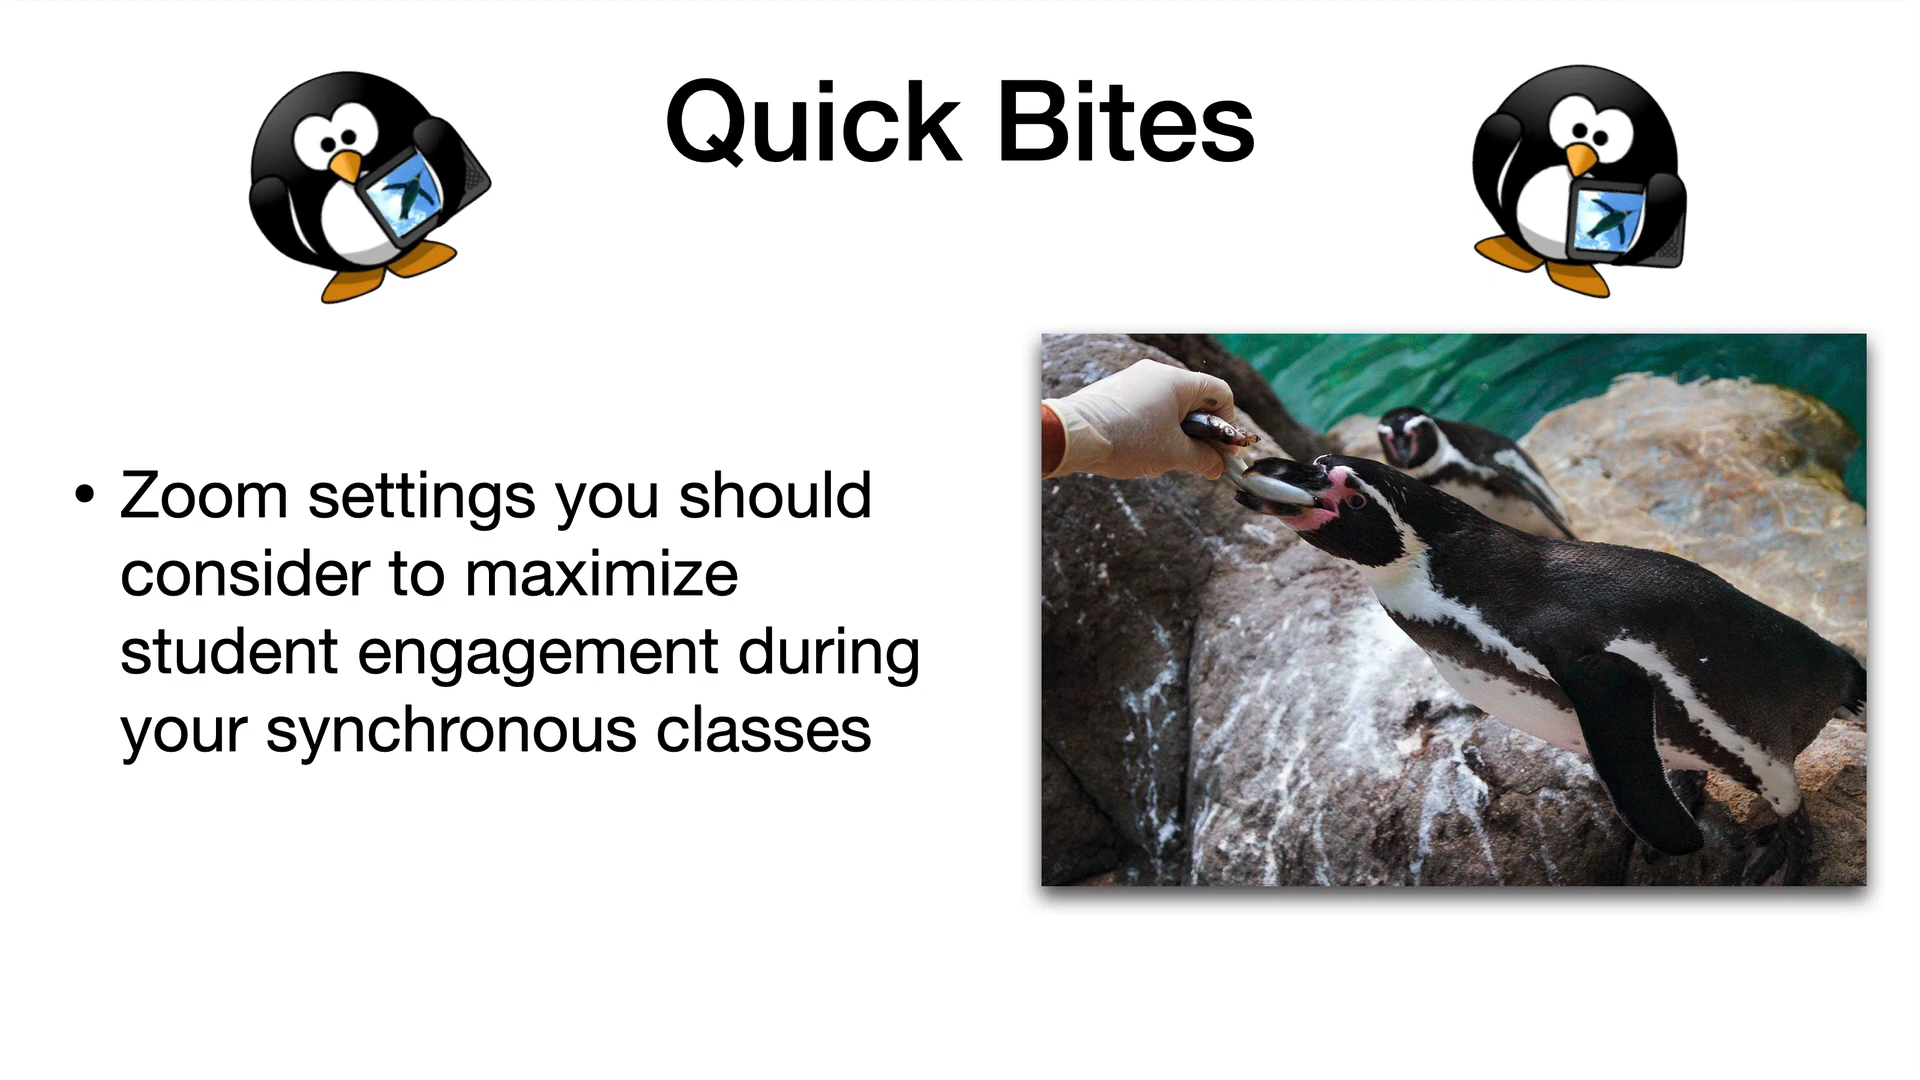 Quick Bites
• Zoom settings you should
consider to maximize
student engagement during
your synchronous classes